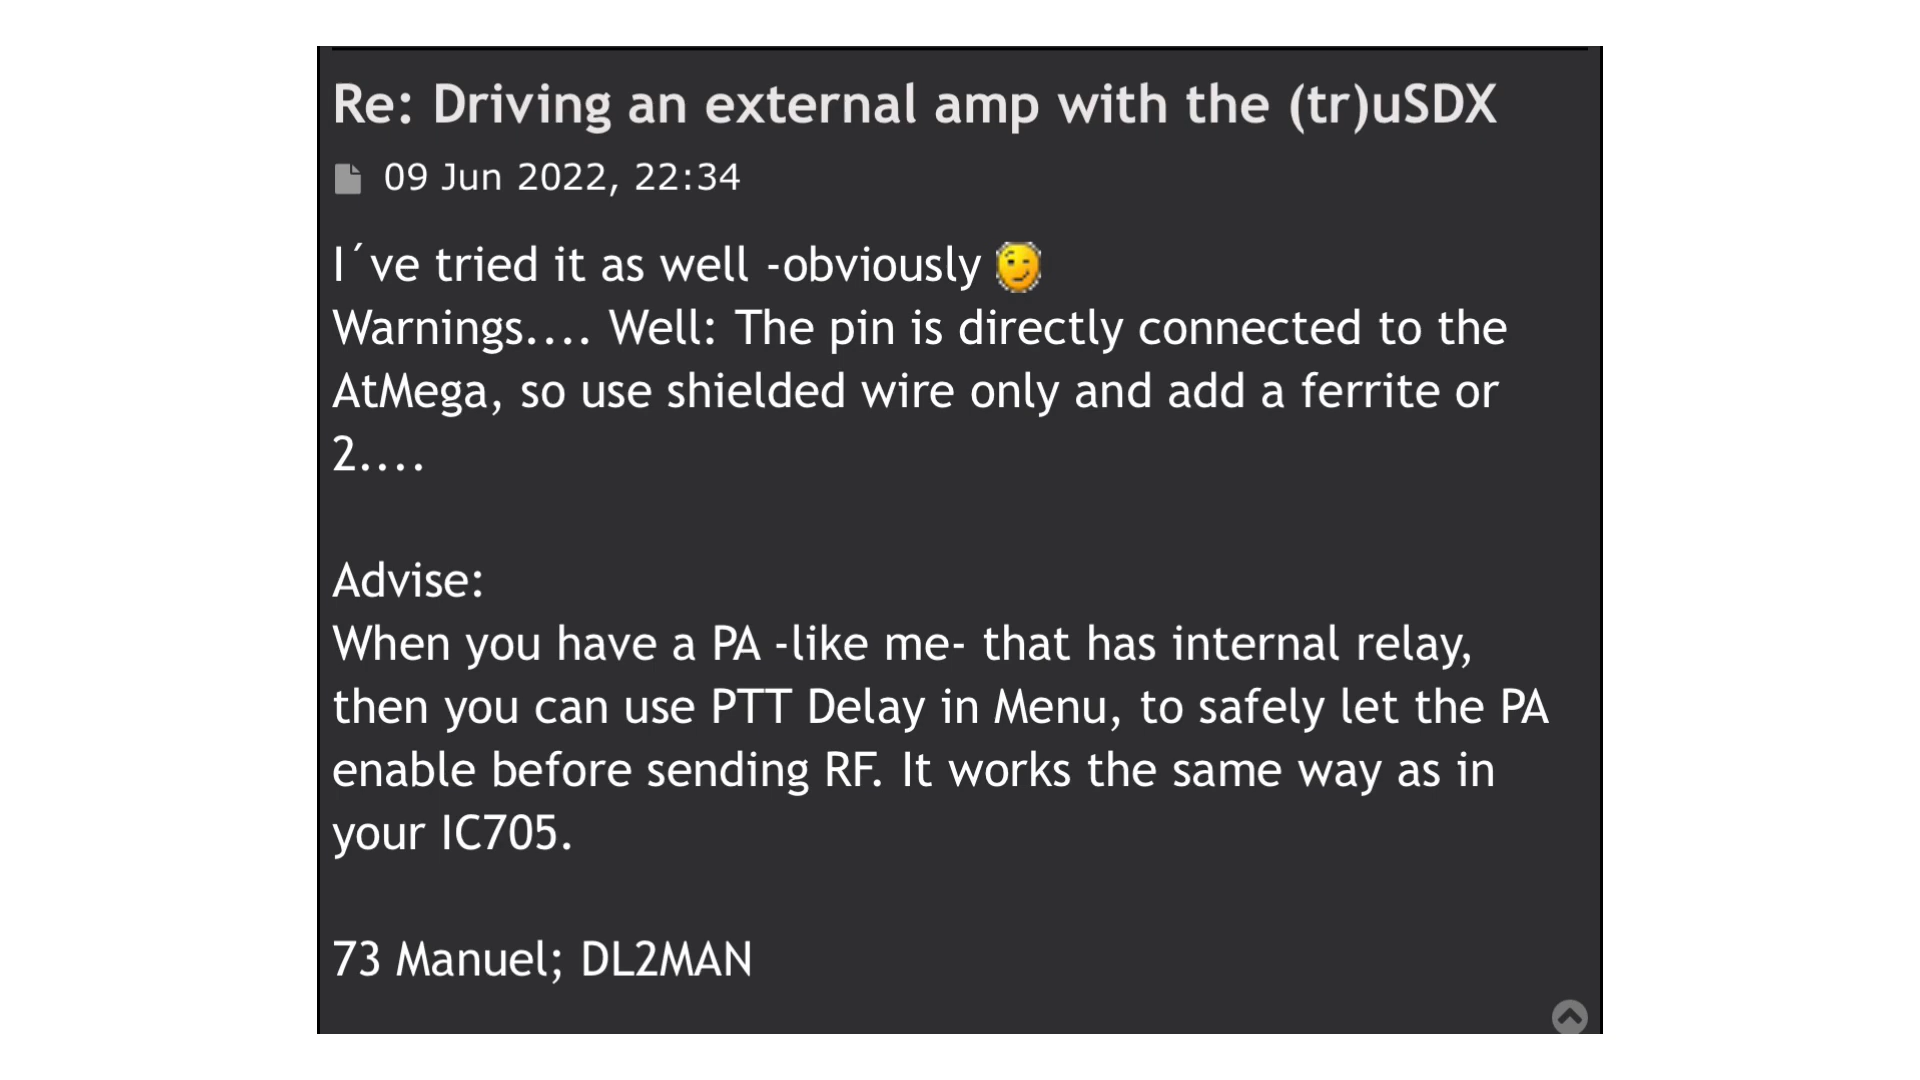 Re: Driving an external amp with the (tr)uSDX
09 Jun 2022, 22:34
I´ve tried it as well -obviously
Warnings.... Well: The pin is directly connected to the
AtMega, so use shielded wire only and add a ferrite or
2....
Advise:
When you have a PA -like me- that has internal relay,
then you can use PTT Delay in Menu, to safely let the PA
enable before sending RF. It works the same way as in
your IC705.
73 Manuel; DL2MAN